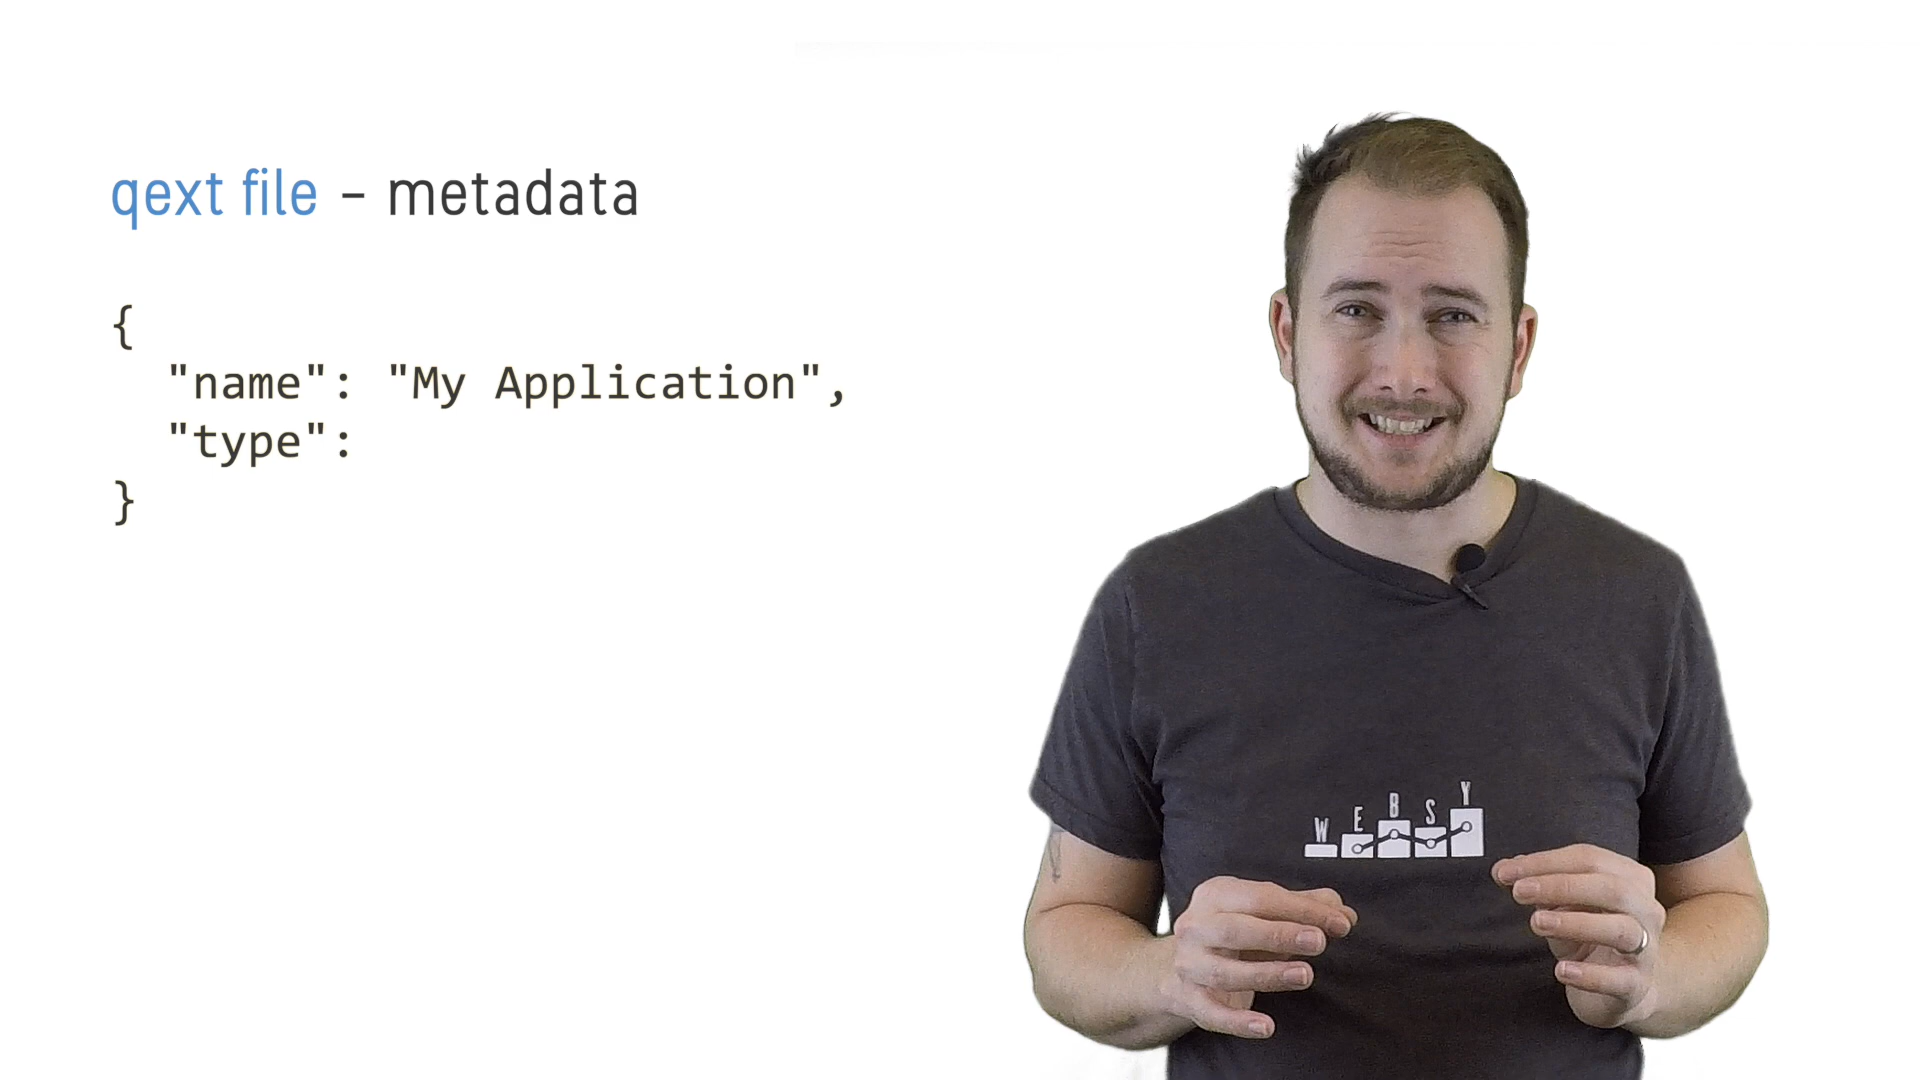 qext file – metadata
{
"name": "My Application",
"type":
}
WEBSY